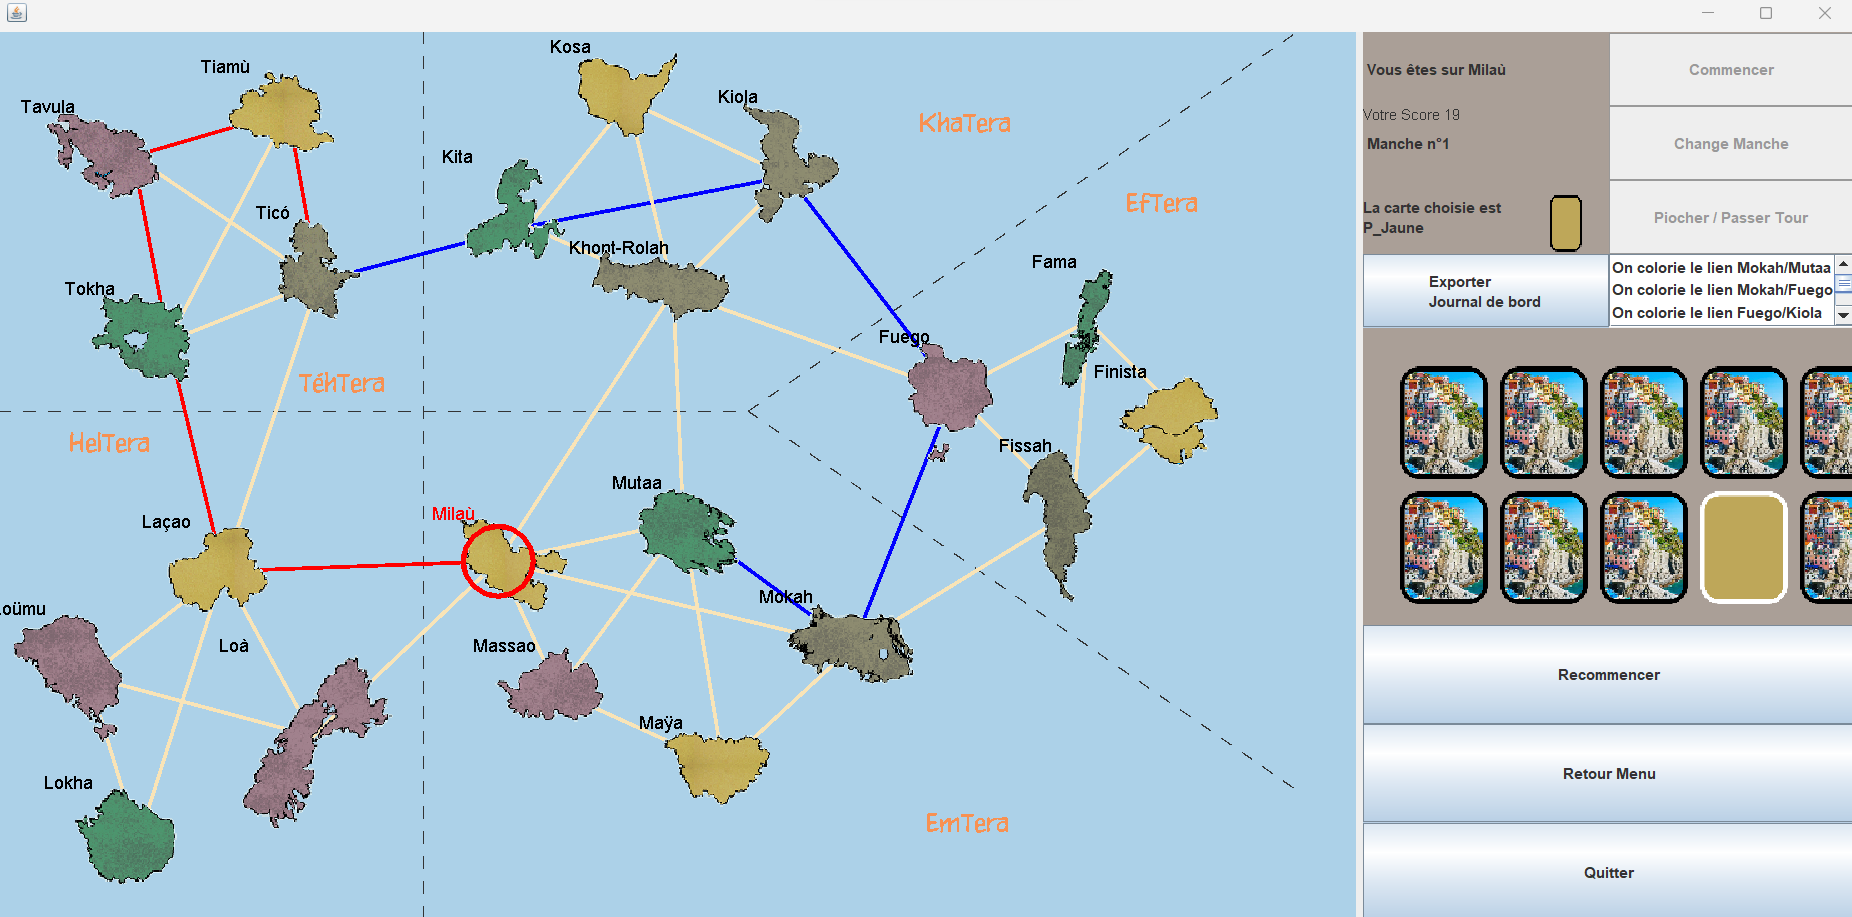 Tiamù
Tavula
Kosa
Kiola
KhaTera
Kita
Ticó
EfTera
Khont-Rolah
Fama
Tokha
Fuego
Finista
TéhTera
HelTera
Fissah
Mutaa
Laçao
Milaù
Mokah
oümu
Loà
Massao
Maÿa
Lokha
EmTera
Vous êtes sur Milaù
Votre Score 19
Manche n°1
La carte choisie est
P_Jaune
Commencer
Change Manche
Piocher / Passer Tour
Exporter
Journal de bord
On colorie le lien Mokah/Mutaa
On colorie le lien Mokah/Fuego
On colorie le lien Fuego/Kiola
Recommencer
Retour Menu
Quitter